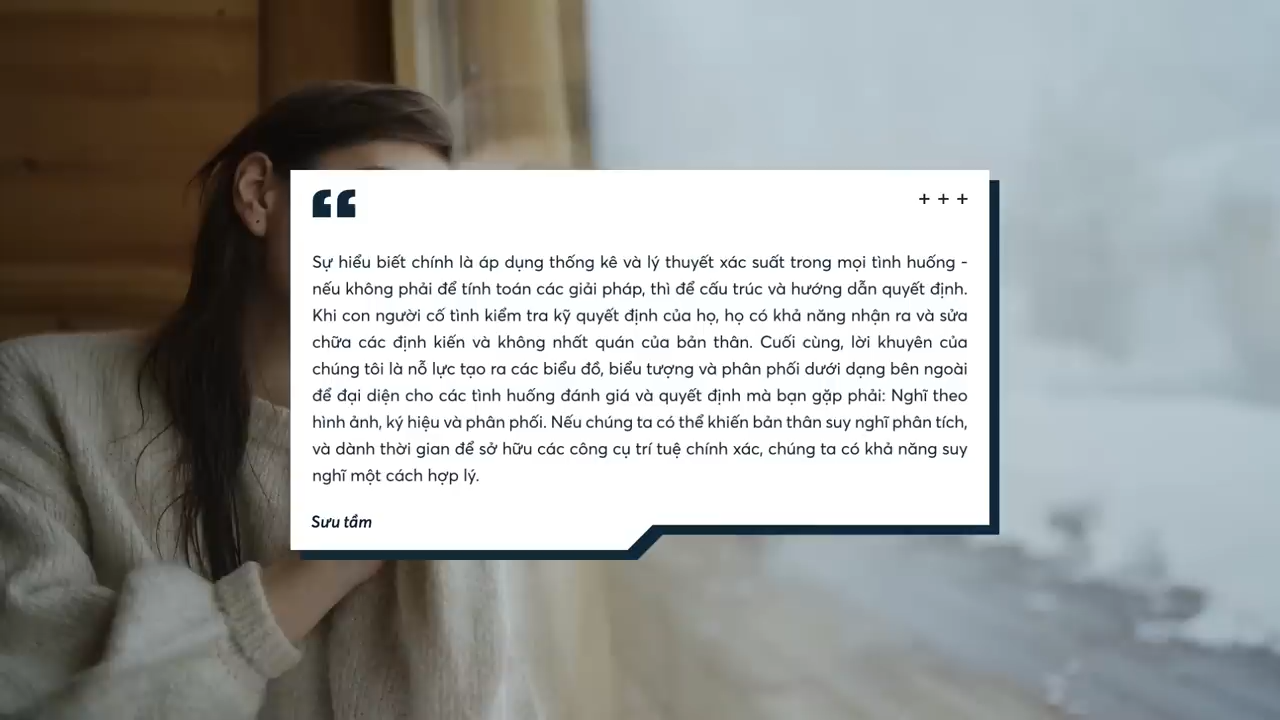 “
+ + +
Sự hiểu biết chính là áp dụng thống kê và lý thuyết xác suất trong mọi tình huống -
nếu không phải để tính toán các giải pháp, thì để cấu trúc và hướng dẫn quyết định.
Khi con người cố tình kiểm tra kỹ quyết định của họ, họ có khả năng nhận ra và sửa
chữa các định kiến và không nhất quán của bản thân. Cuối cùng, lời khuyên của
chúng tôi là nỗ lực tạo ra các biểu đồ, biểu tượng và phân phối dưới dạng bên ngoài
để đại diện cho các tình huống đánh giá và quyết định mà bạn gặp phải: Nghĩ theo
hình ảnh, ký hiệu và phân phối. Nếu chúng ta có thể khiến bản thân suy nghĩ phân tích,
và dành thời gian để sở hữu các công cụ trí tuệ chính xác, chúng ta có khả năng suy
nghĩ một cách hợp lý.
Sưu tầm